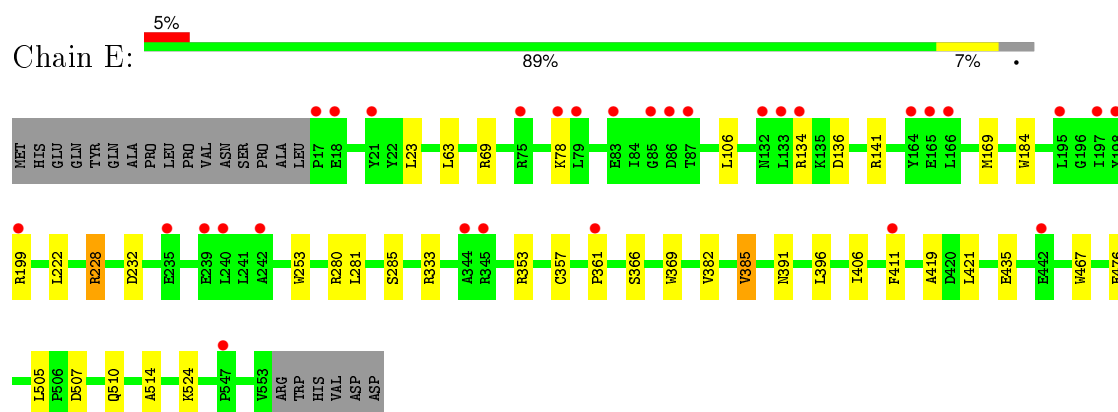 Chain E:
5%
89%
7%
MET HIS GLU GLN TYR GLN ALA PRO LEU PRO VAL ASN SER PRO ALA LEU P17 E18 Y21 Y22 L23 L63 R69 R75 K78 L79 E83 I84 G85 D86 T87 L106 N132 L133 R134 K135 D136 R141 Y164 E165 L166 M169 W184 L195 G196 I197
R199 L222 R228 D232 E235 E239 L240 L241 A242 W253 R280 L281 S285 R333 A344 R345 R353 C357 P361 S366 W369 V382 V385 N391 L396 I406 F411 A419 D420 L421 E435 E442 W467
L505 P506 D507 Q510 A514 K524 P547 V553 ARG TRP HIS VAL ASP ASP